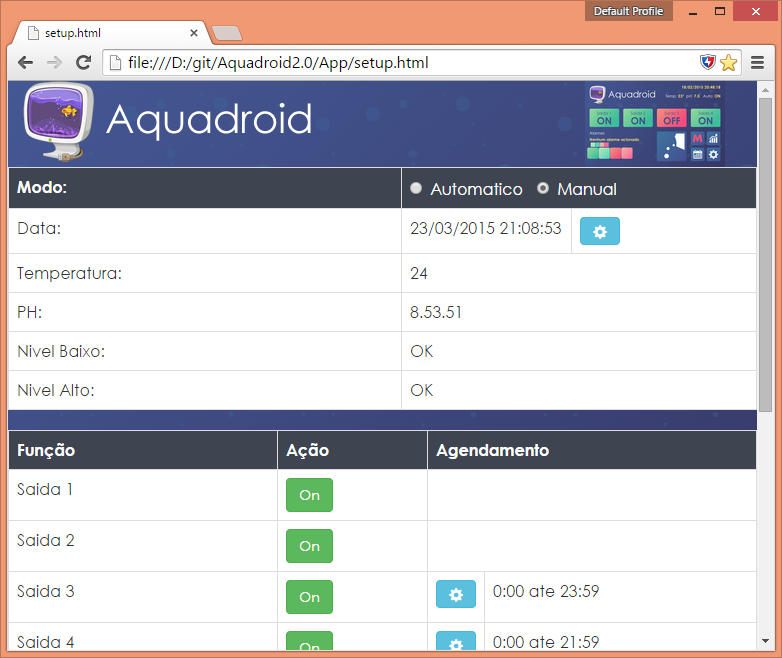 Default Profile
setup.html
file:///D:/git/Aquadroid2.0/App/setup.html
Aquadroid
Aquadroid
ON ON OFF ON
M
Modo: Automatico Manual
Data: 23/03/2015 21:08:53
Temperatura: 24
PH: 8.53.51
Nivel Baixo: OK
Nivel Alto: OK
Função Ação Agendamento
Saida 1 On
Saida 2 On
Saida 3 On 0:00 ate 23:59
Saida 4 On 0:00 ate 21:59